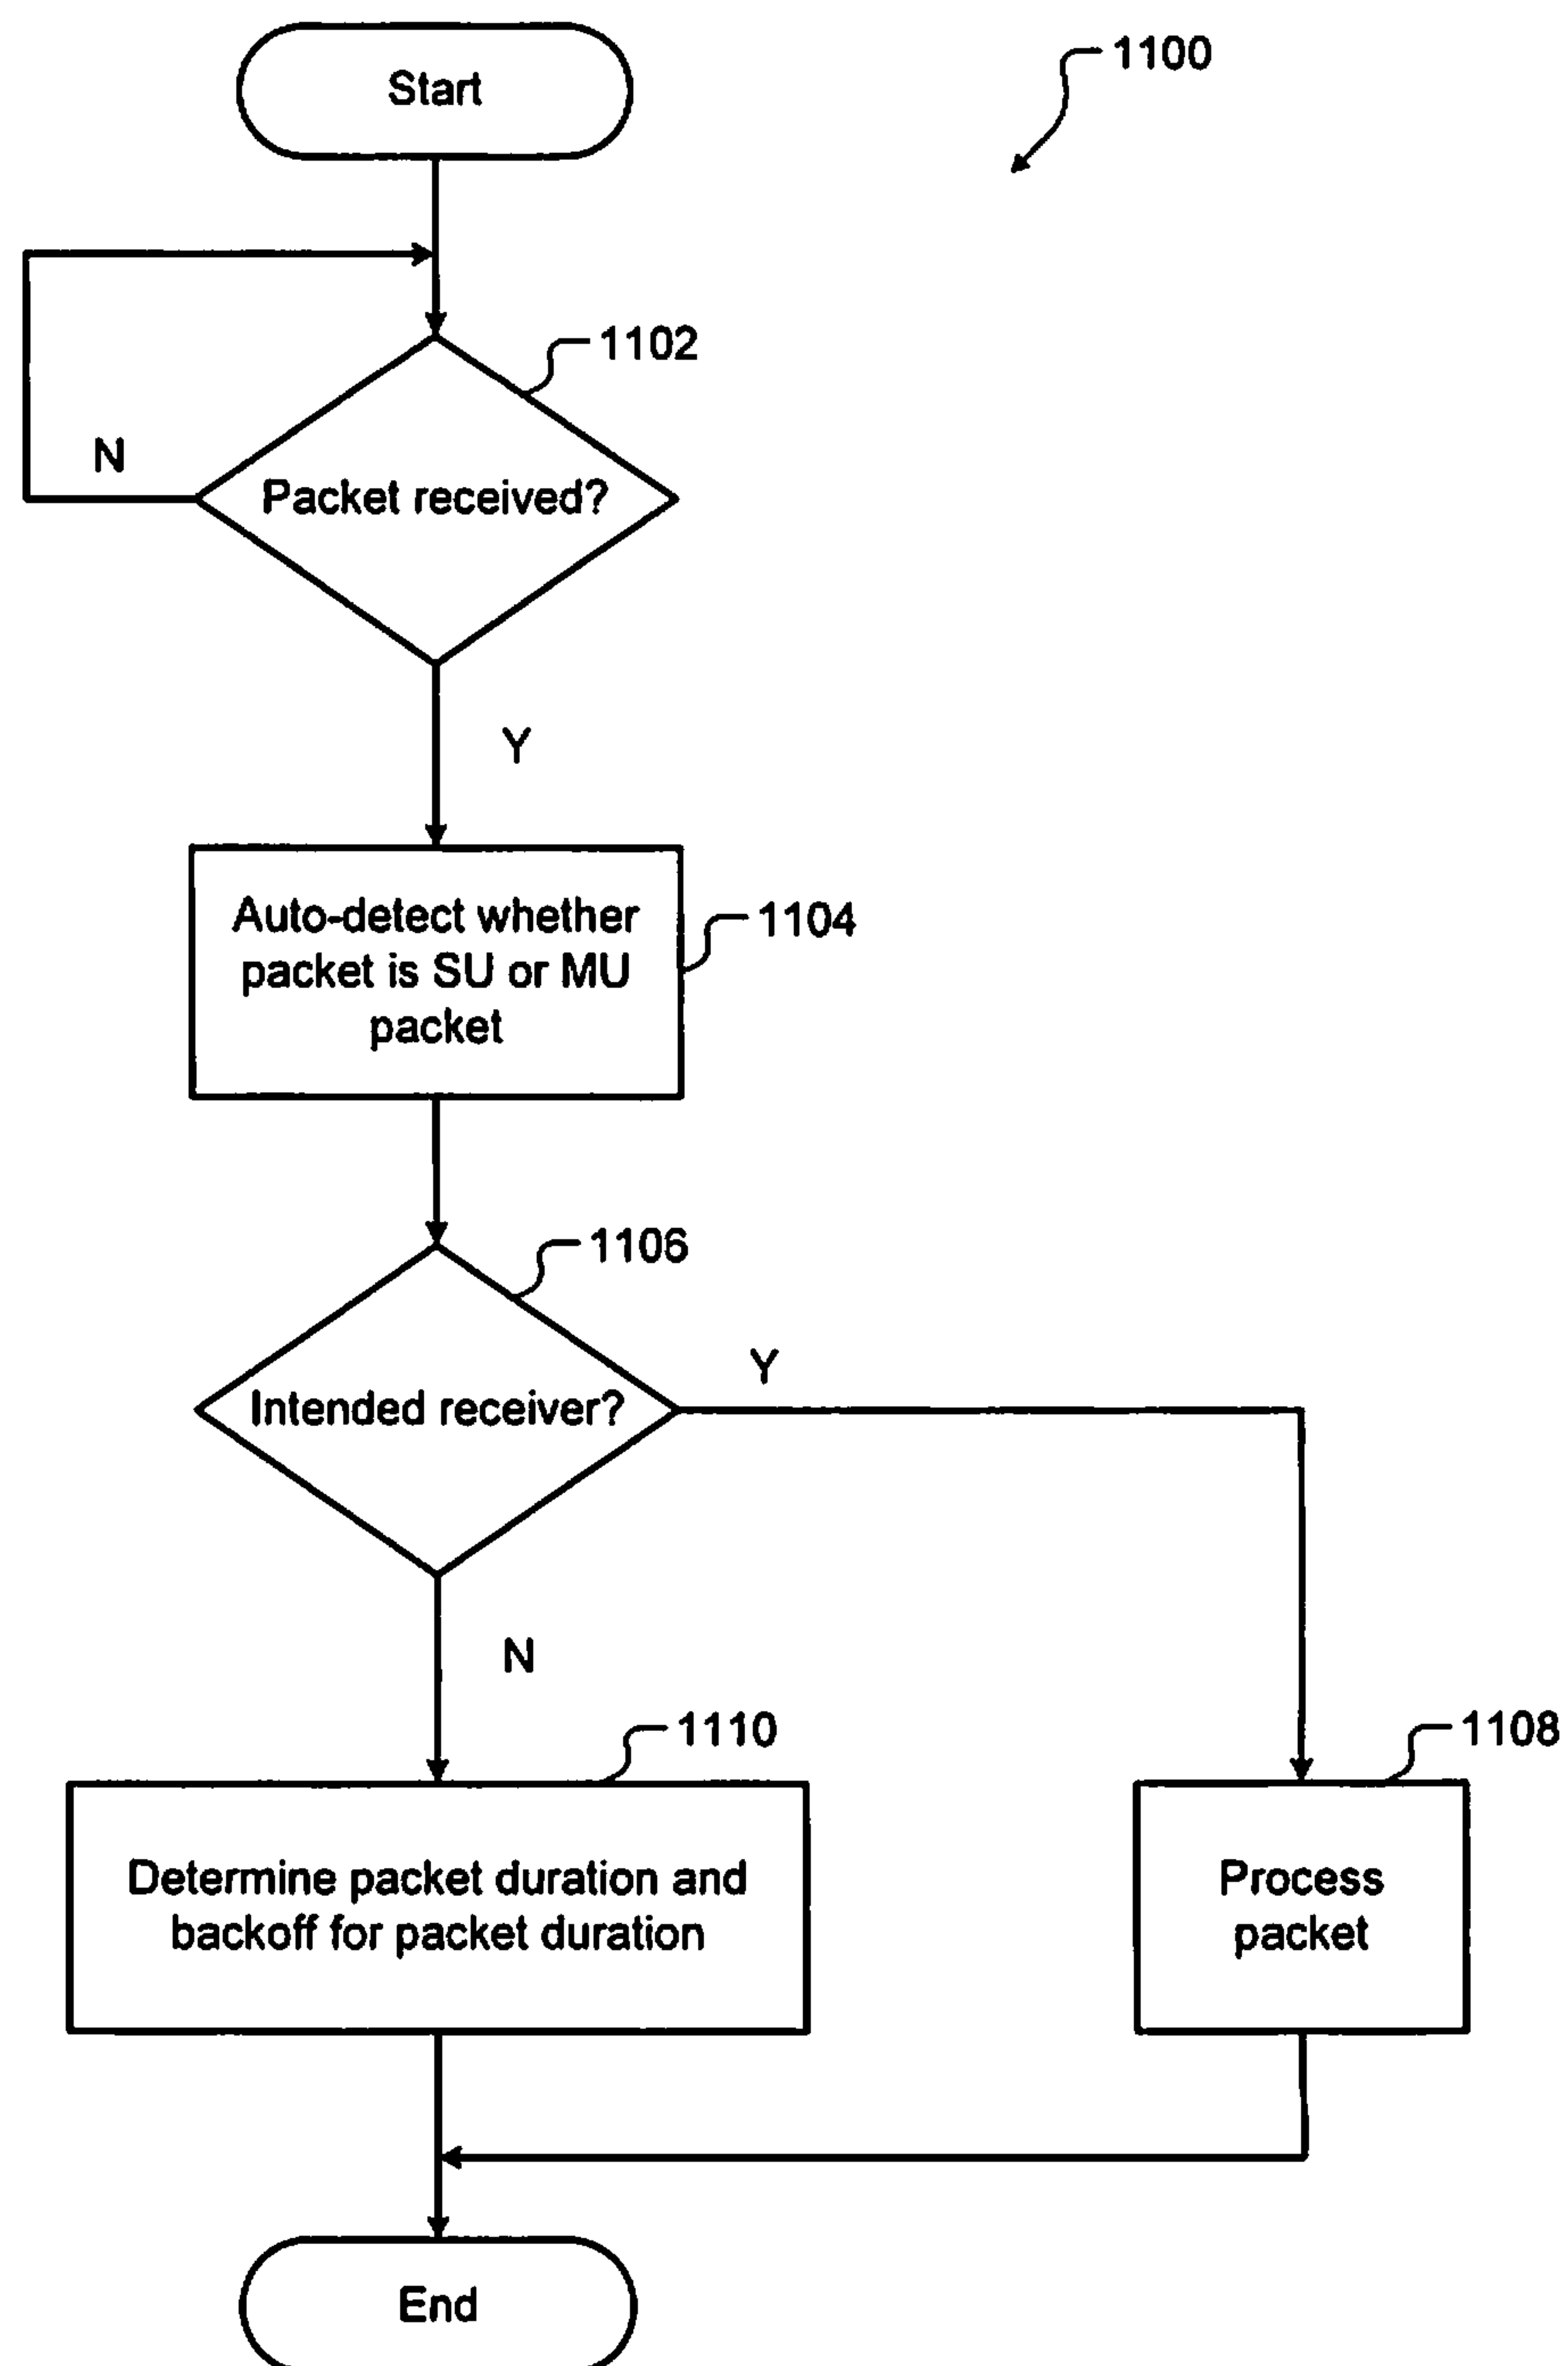 Start
1100
1102
N
Packet received?
Y
Auto-detect whether
packet is SU or MU
packet
1104
1106
Y
Intended receiver?
N
1110
1108
Determine packet duration and
backoff for packet duration
Process
packet
End